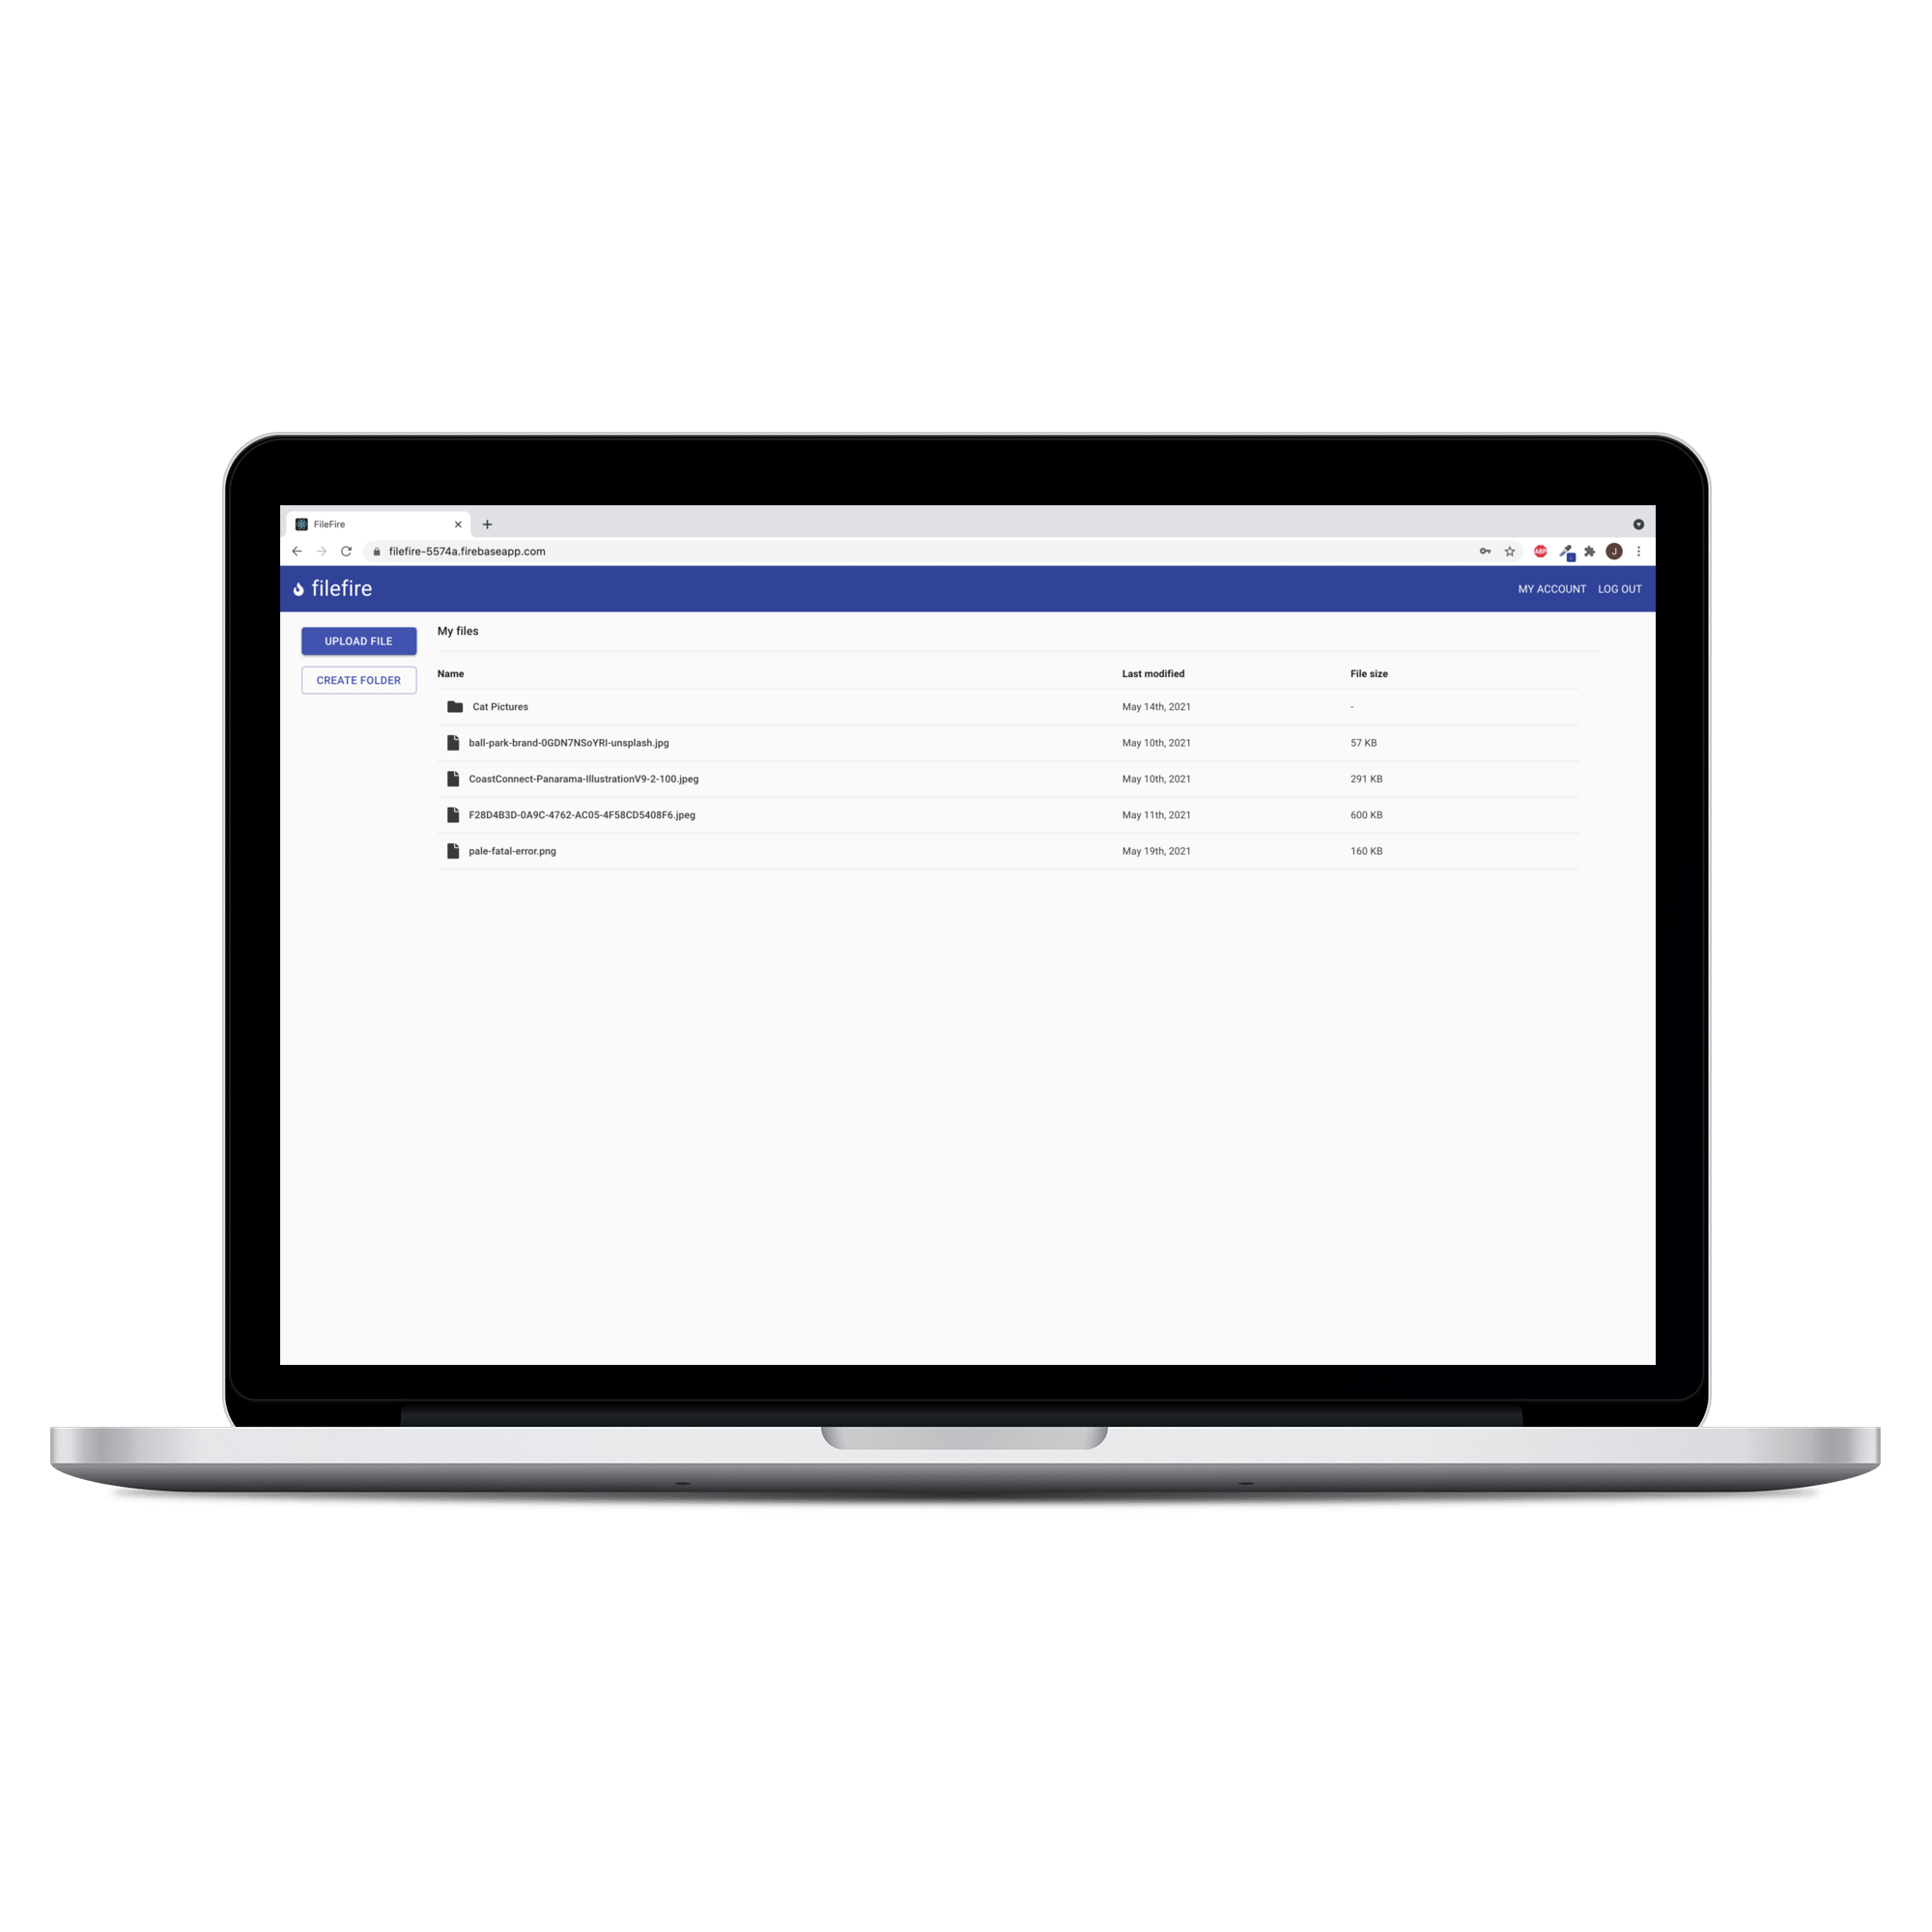 FileFire
filefire-5574a.firebaseapp.com
ABP
J
filefire
MY ACCOUNT LOG OUT
UPLOAD FILE
CREATE FOLDER
My files
Name Last modified File size
Cat Pictures May 14th, 2021 -
ball-park-brand-0GDN7NSoYRI-unsplash.jpg May 10th, 2021 57 KB
CoastConnect-Panarama-IllustrationV9-2-100.jpeg May 10th, 2021 291 KB
F28D4B3D-0A9C-4762-AC05-4F58CD5408F6.jpeg May 11th, 2021 600 KB
pale-fatal-error.png May 19th, 2021 160 KB